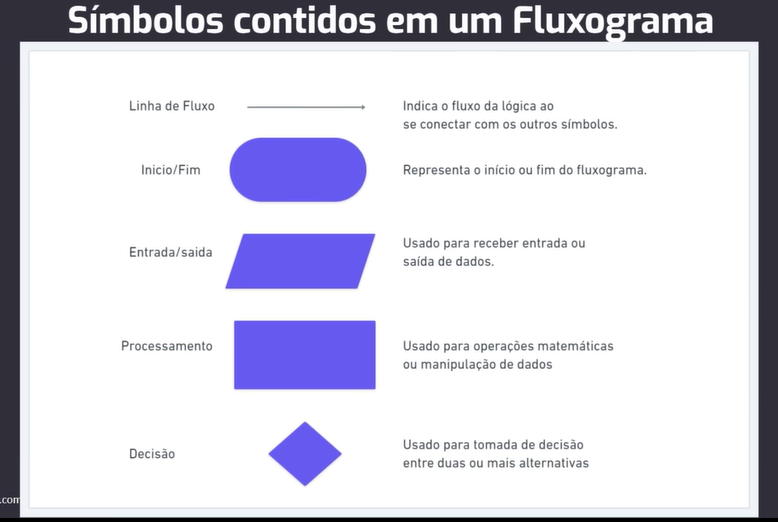 Símbolos contidos em um Fluxograma
Linha de Fluxo
Indica o fluxo da lógica ao
se conectar com os outros símbolos.
Inicio/Fim
Representa o início ou fim do fluxograma.
Entrada/saida
Usado para receber entrada ou
saída de dados.
Processamento
Usado para operações matemáticas
ou manipulação de dados
Decisão
Usado para tomada de decisão
entre duas ou mais alternativas
.com